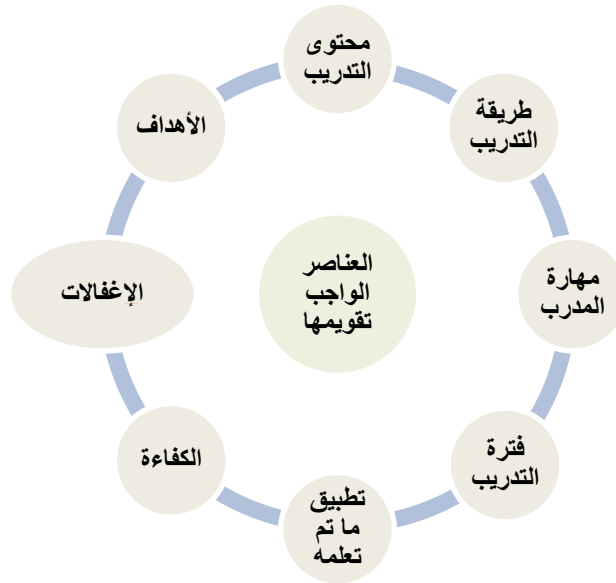 العناصر
الواجب
تقويمها
محتوى
التدريب
طريقة
التدريب
مهارة
المدرب
فترة
التدريب
تطبيق
ما تم
تعلمه
الكفاءة
الإغفالات
الأهداف